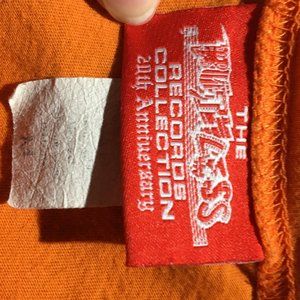 THE
RUTHLESS
RECORDS
COLLECTION
20th Anniversary